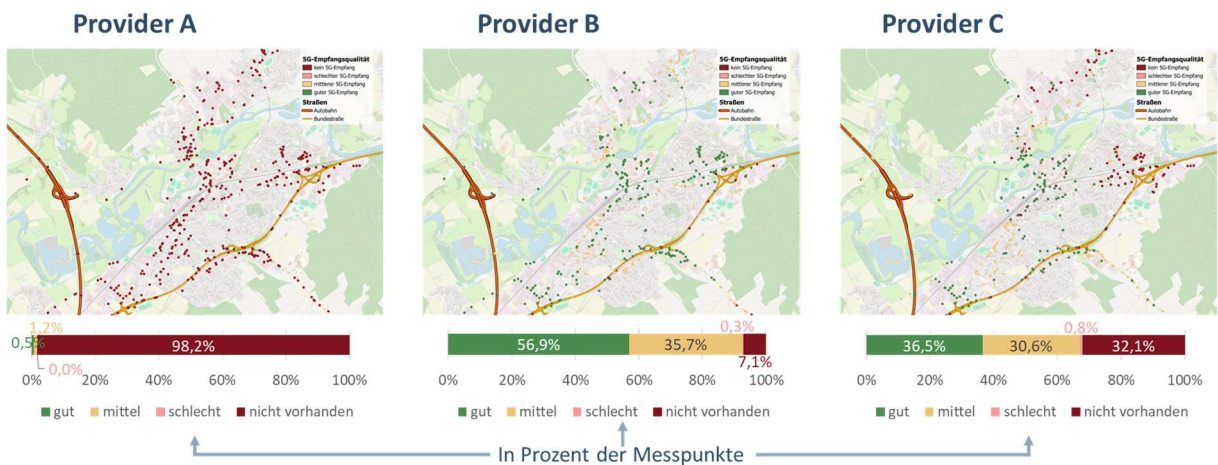 Provider A
Provider B
Provider C
5G-Empfangsqualität
kein 5G-Empfang
schlechter 5G-Empfang
mittlerer 5G-Empfang
guter 5G-Empfang
Straßen
Autobahn
Bundestraße
5G-Empfangsqualität
kein 5G-Empfang
schlechter 5G-Empfang
mittlerer 5G-Empfang
guter 5G-Empfang
Straßen
Autobahn
Bundestraße
5G-Empfangsqualität
kein 5G-Empfang
schlechter 5G-Empfang
mittlerer 5G-Empfang
guter 5G-Empfang
Straßen
Autobahn
Bundestraße
1,2%
0,5%
98,2%
0,0%
0% 20% 40% 60% 80% 100%
gut mittel schlecht nicht vorhanden
0,3%
56,9% 35,7%
7,1%
0% 20% 40% 60% 80% 100%
gut mittel schlecht nicht vorhanden
0,8%
36,5% 30,6% 32,1%
0% 20% 40% 60% 80% 100%
gut mittel schlecht nicht vorhanden
In Prozent der Messpunkte